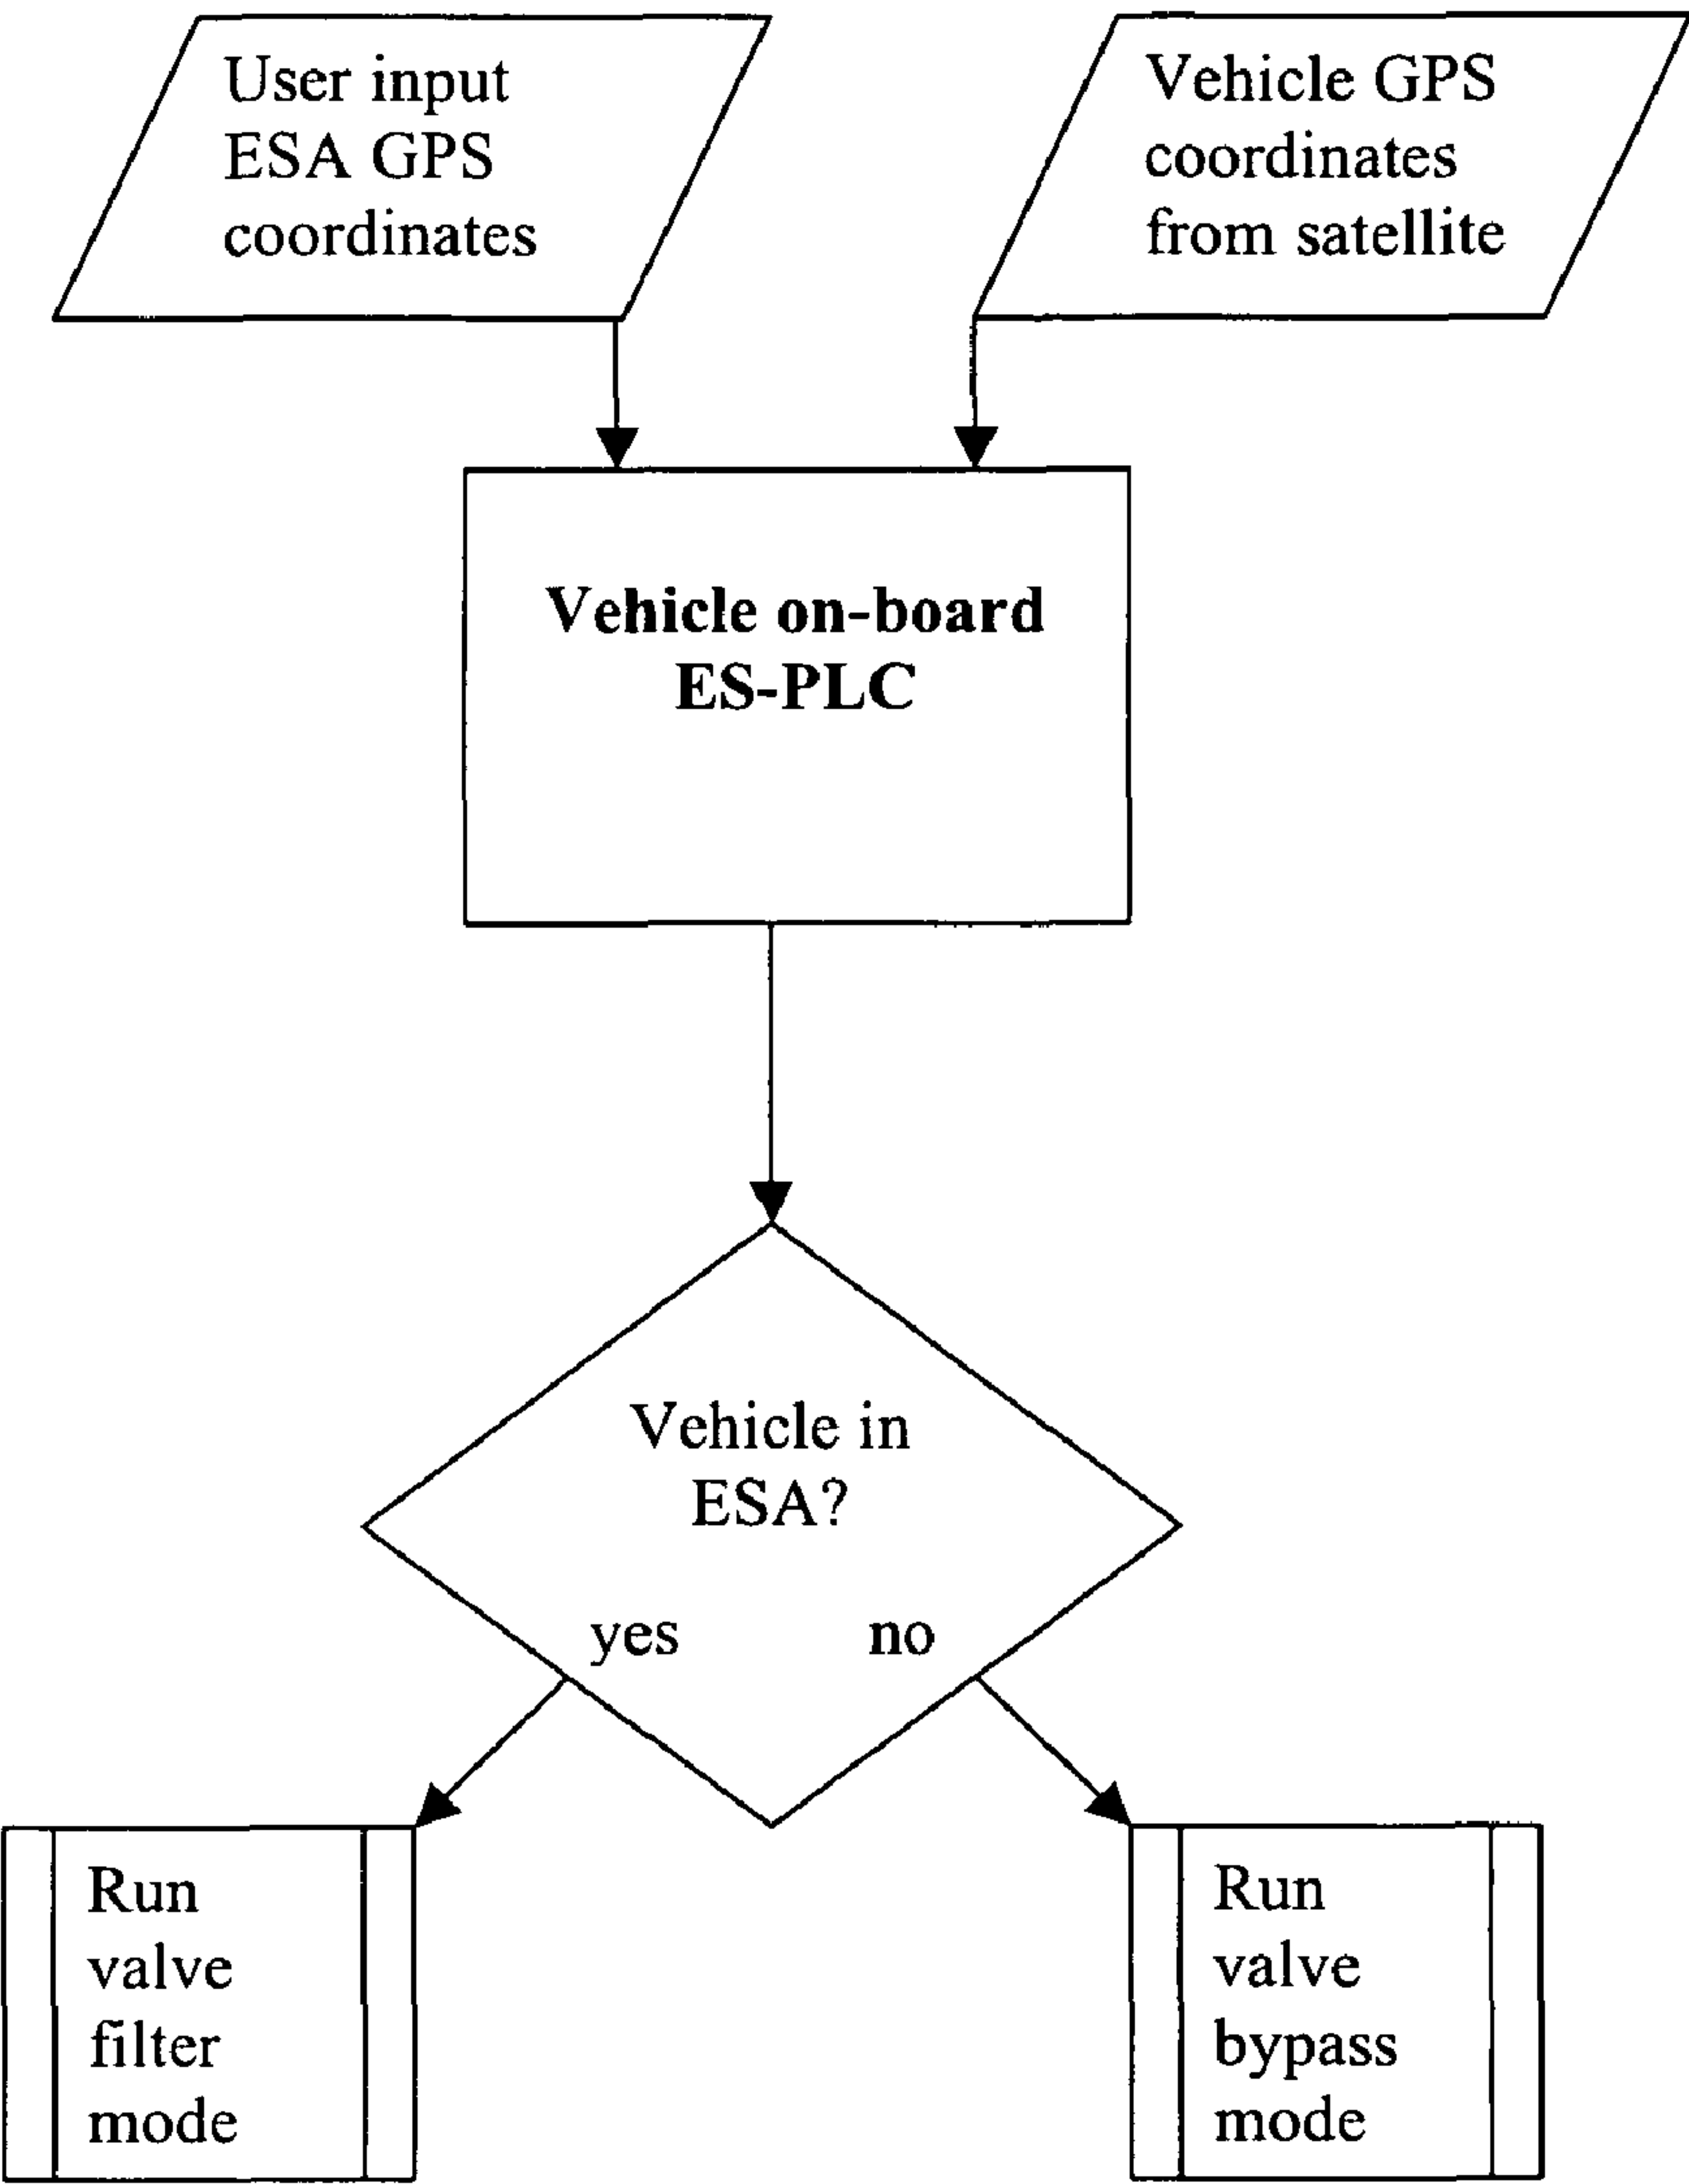 User input
ESA GPS
coordinates
Vehicle GPS
coordinates
from satellite
Vehicle on-board
ES-PLC
Vehicle in
ESA?
yes
no
Run
valve
filter
mode
Run
valve
bypass
mode